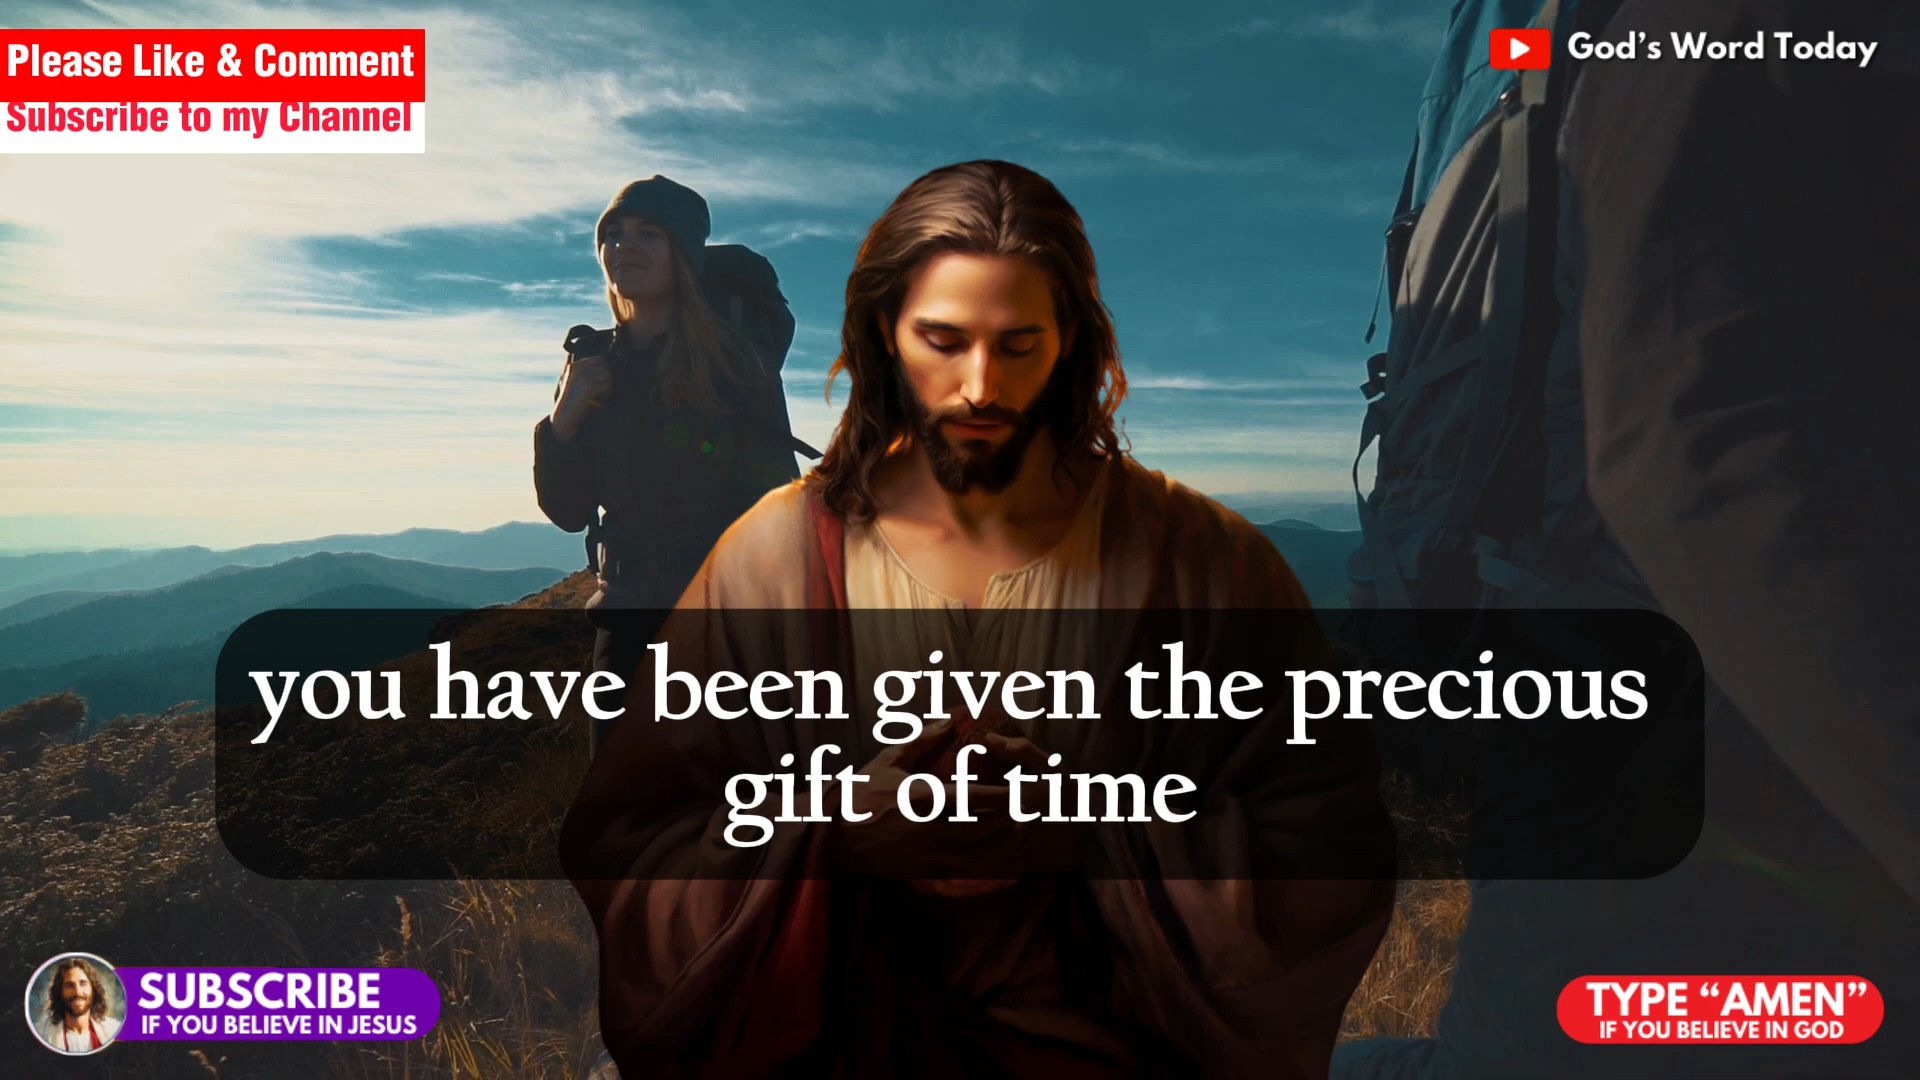 Please Like & Comment
Subscribe to my Channel
God's Word Today
you have been given the precious
gift of time
SUBSCRIBE
IF YOU BELIEVE IN JESUS
TYPE “AMEN”
IF YOU BELIEVE IN GOD